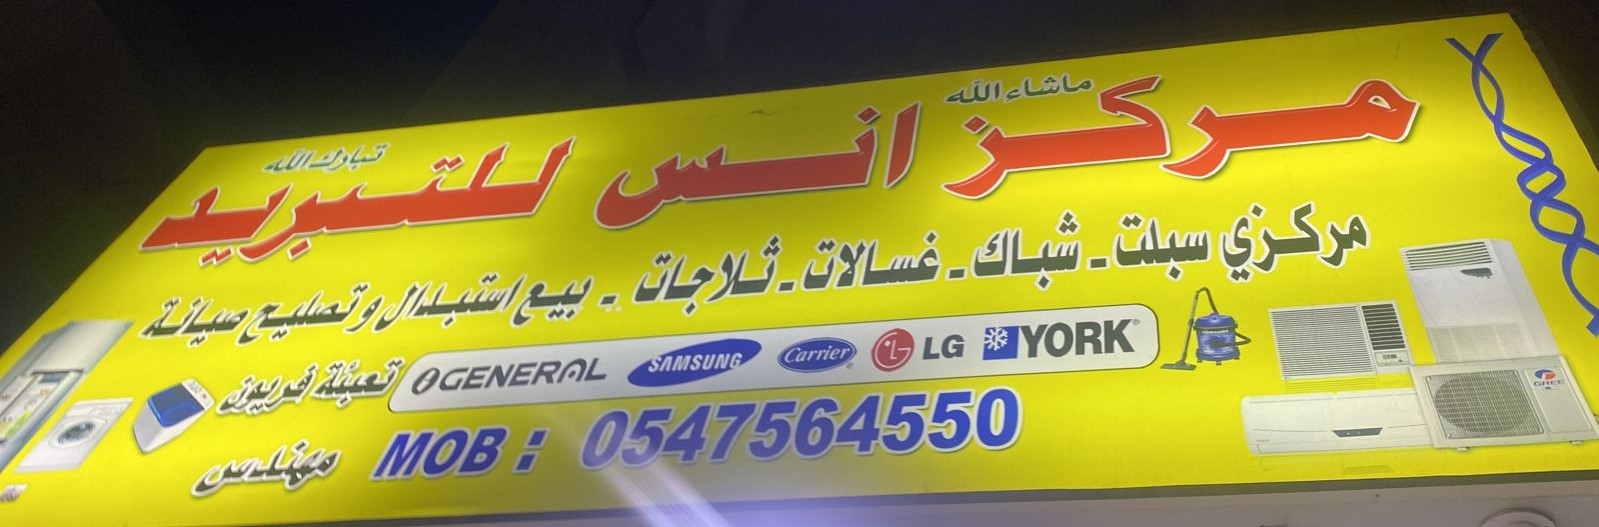 ماشاء الله تبارك الله
مركز انس للتبريد
مركزي سبلت - شباك - غسالات - ثلاجات - بيع استبدال وتصليح صيانة
تعبئة فريون
GENERAL SAMSUNG Carrier LG YORK
مهندس MOB : 0547564550
GREE